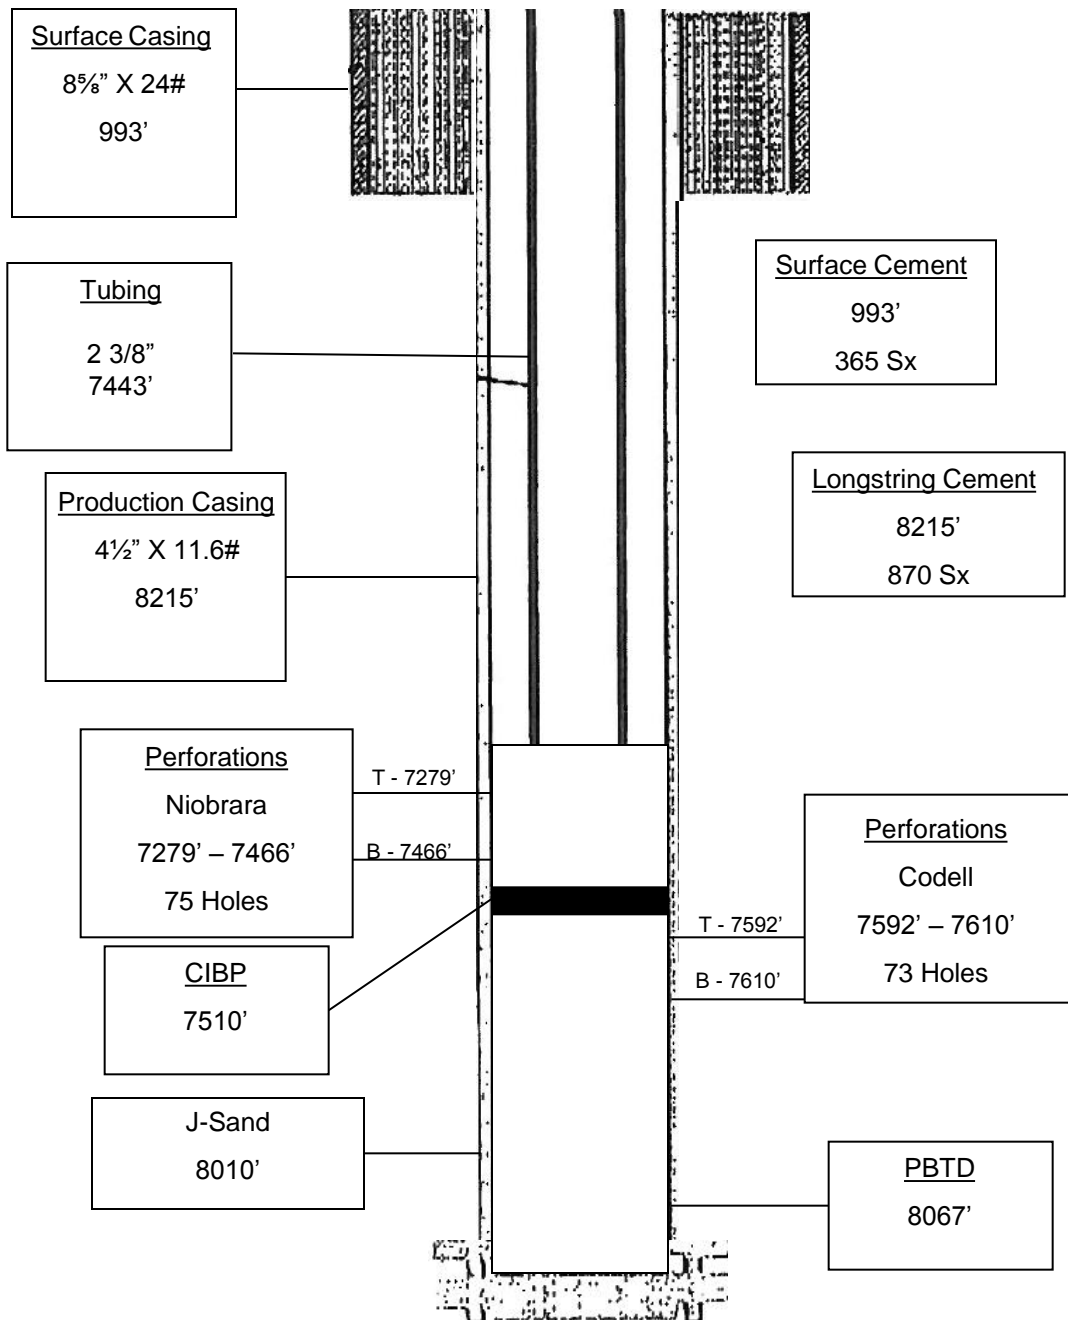 Surface Casing
8⅝” X 24#
993’
Surface Cement
993’
365 Sx
Tubing
2 3/8”
7443’
Longstring Cement
8215’
870 Sx
Production Casing
4½” X 11.6#
8215’
Perforations
Niobrara
7279’ – 7466’
75 Holes
T - 7279’
B - 7466’
Perforations
Codell
7592’ – 7610’
73 Holes
T - 7592’
B - 7610’
CIBP
7510’
J-Sand
8010’
PBTD
8067’